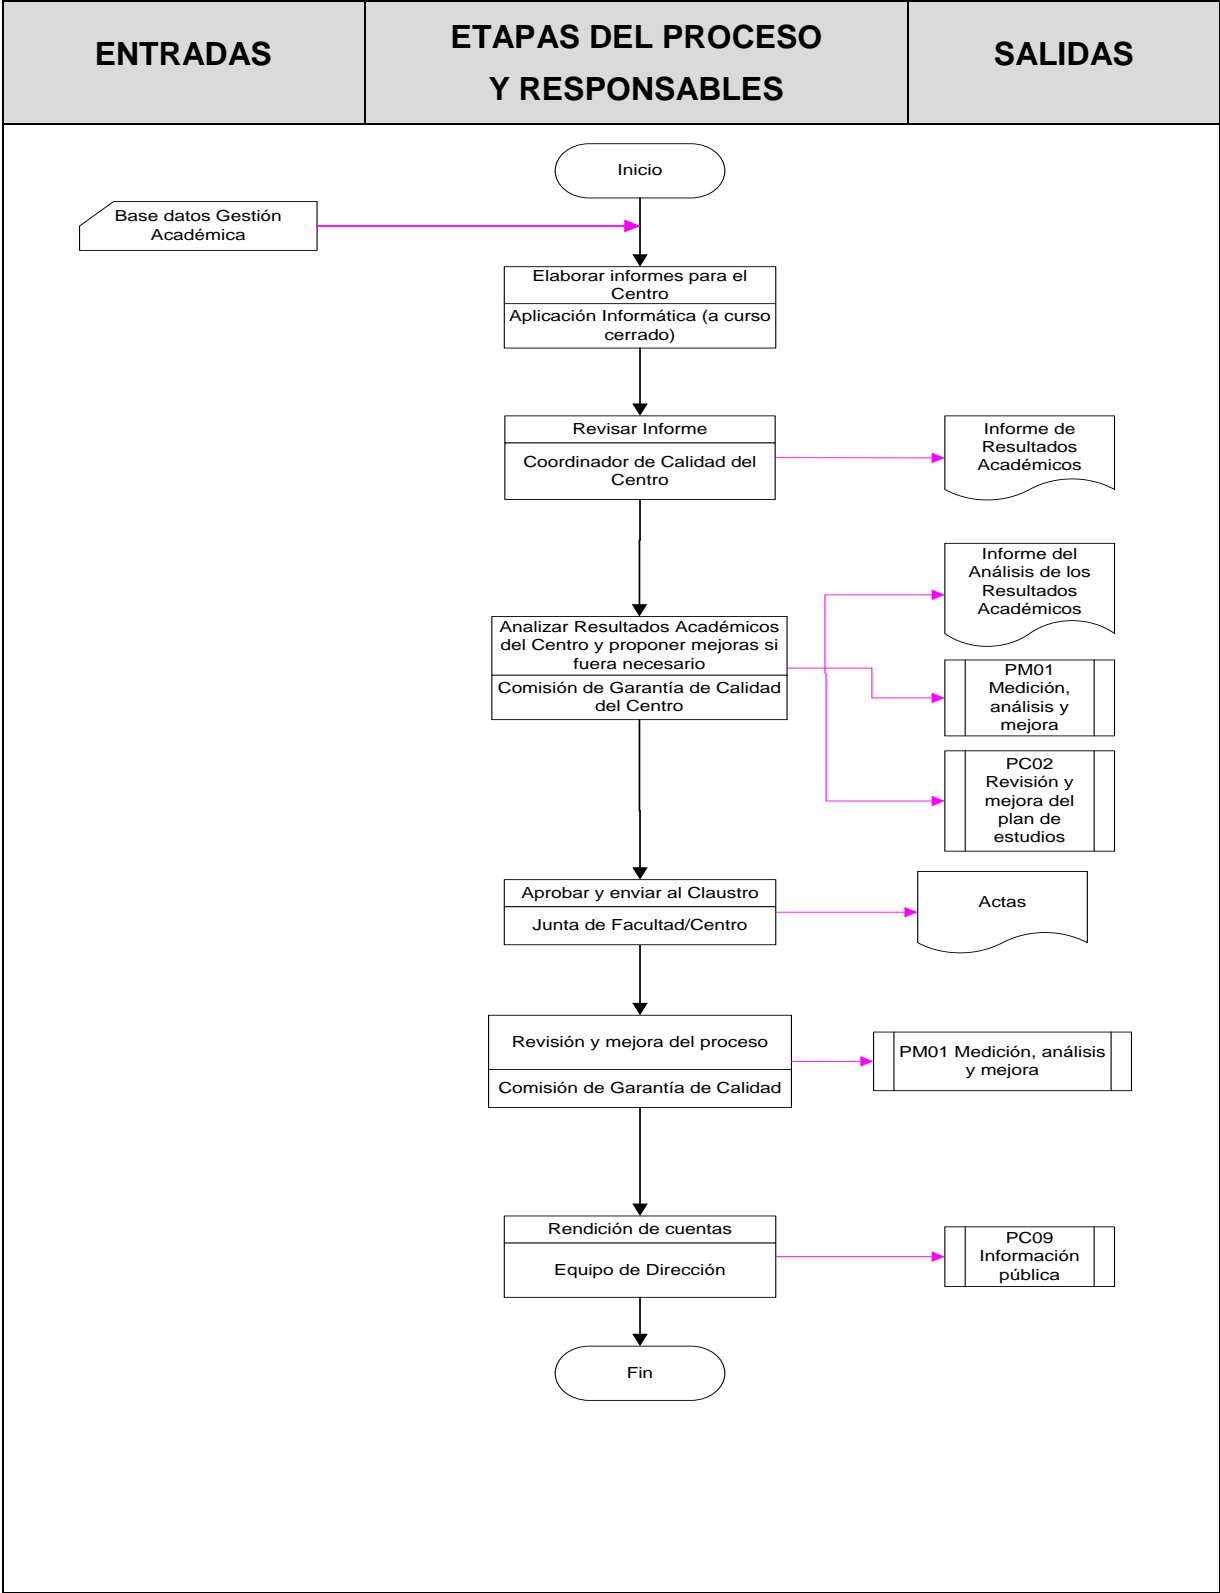 ENTRADAS
ETAPAS DEL PROCESO
Y RESPONSABLES
SALIDAS
Inicio
Base datos Gestión
Académica
Elaborar informes para el
Centro
Aplicación Informática (a curso
cerrado)
Revisar Informe
Coordinador de Calidad del
Centro
Informe de
Resultados
Académicos
Informe del
Análisis de los
Resultados
Académicos
Analizar Resultados Académicos
del Centro y proponer mejoras si
fuera necesario
Comisión de Garantía de Calidad
del Centro
PM01
Medición,
análisis y
mejora
PC02
Revisión y
mejora del
plan de
estudios
Aprobar y enviar al Claustro
Junta de Facultad/Centro
Actas
Revisión y mejora del proceso
Comisión de Garantía de Calidad
PM01 Medición, análisis
y mejora
Rendición de cuentas
Equipo de Dirección
PC09
Información
pública
Fin